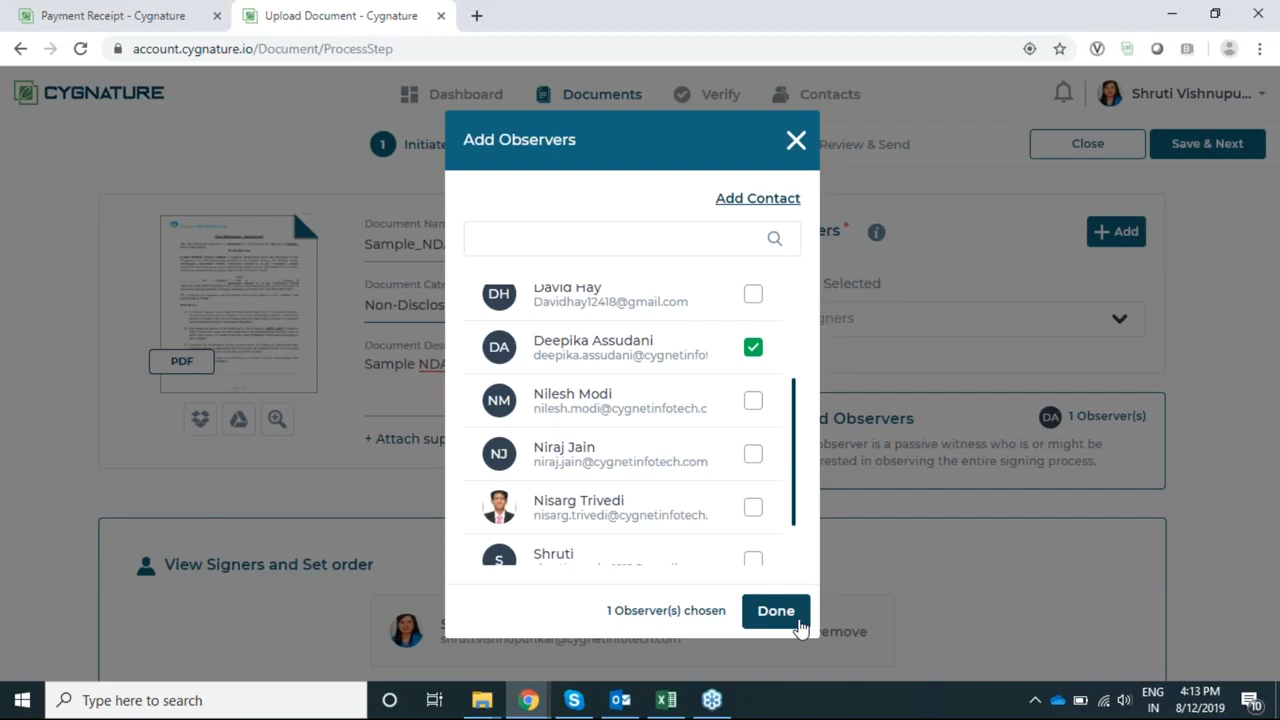 Payment Receipt - Cygnature
Upload Document - Cygnature
account.cygnature.io/Document/ProcessStep
CYGNATURE
Dashboard
Documents
Verify
Contacts
Shruti Vishnupu...
1
Initiate
Review & Send
Close
Save & Next
Add Observers
Add Contact
DH
David Hay
Davidhay12418@gmail.com
DA
Deepika Assudani
deepika.assudani@cygnetinfot
NM
Nilesh Modi
nilesh.modi@cygnetinfotech.c
NJ
Niraj Jain
niraj.jain@cygnetinfotech.com
Nisarg Trivedi
nisarg.trivedi@cygnetinfotech.
S
Shruti
1 Observer(s) chosen
Done
PDF
Document Nam
Sample_ND
Document Cate
Non-Disclos
Document Des
Sample NDA
+ Attach sup
ers *
+ Add
Selected
gners
d Observers
DA
1 Observer(s)
observer is a passive witness who is or might be
rested in observing the entire signing process.
View Signers and Set order
shruti.vishnupurikar@cygnetinfotech.com
emove
Type here to search
ENG
IN
4:13 PM
8/12/2019
10